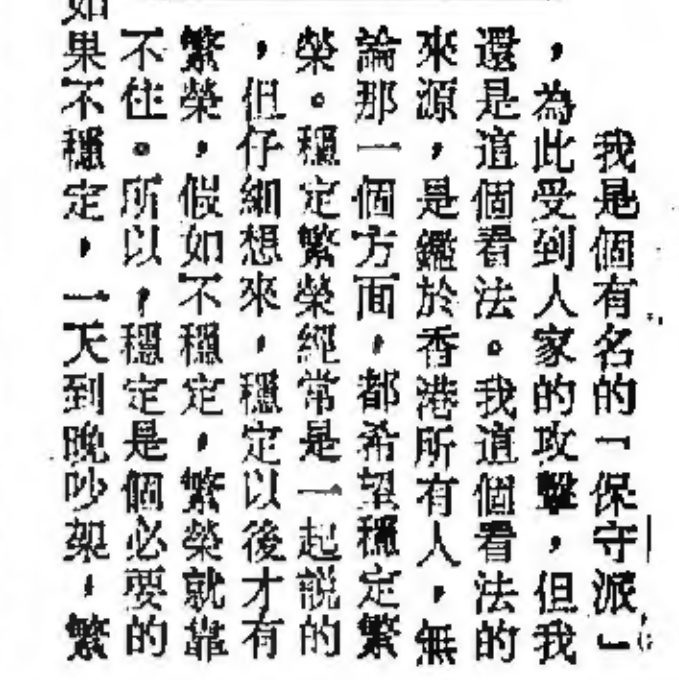 我是個有名的「保守派」
，為此受到人家的攻擊，但我
還是這個看法。我這個看法的
來源，是鑑於香港所有人，無
論那一個方面，都希望穩定繁
榮。穩定繁榮經常是一起說的
，但仔細想來，穩定以後才有
繁榮，假如不穩定，繁榮就靠
不住。所以，穩定是個必要的
如果不穩定，一天到晚吵架，繁